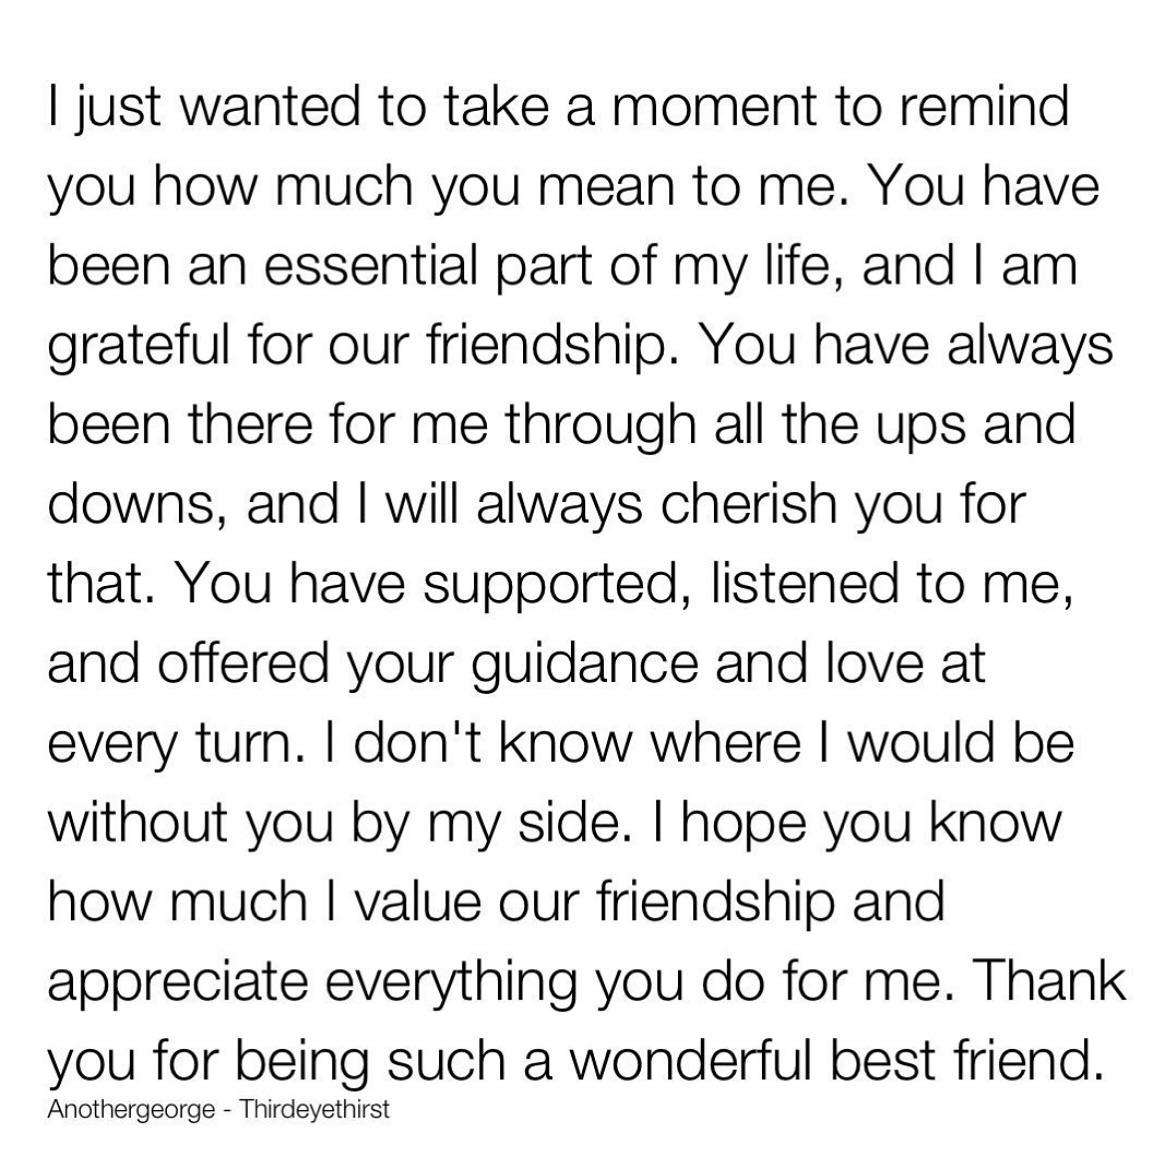 I just wanted to take a moment to remind
you how much you mean to me. You have
been an essential part of my life, and I am
grateful for our friendship. You have always
been there for me through all the ups and
downs, and I will always cherish you for
that. You have supported, listened to me,
and offered your guidance and love at
every turn. I don't know where I would be
without you by my side. I hope you know
how much I value our friendship and
appreciate everything you do for me. Thank
you for being such a wonderful best friend.
Anothergeorge - Thirdeyethirst